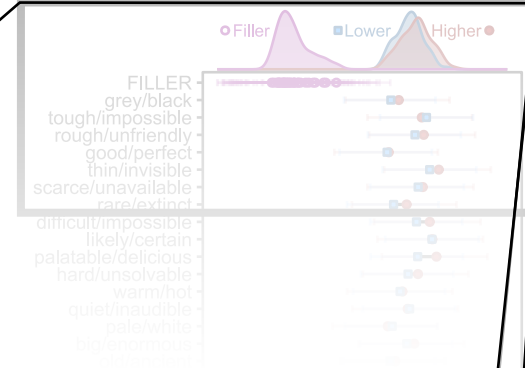 Filler Lower Higher
FILLER
grey/black
tough/impossible
rough/unfriendly
good/perfect
thin/invisible
scarce/unavailable
rare/extinct
difficult/impossible
likely/certain
palatable/delicious
hard/unsolvable
warm/hot
quiet/inaudible
pale/white
big/enormous